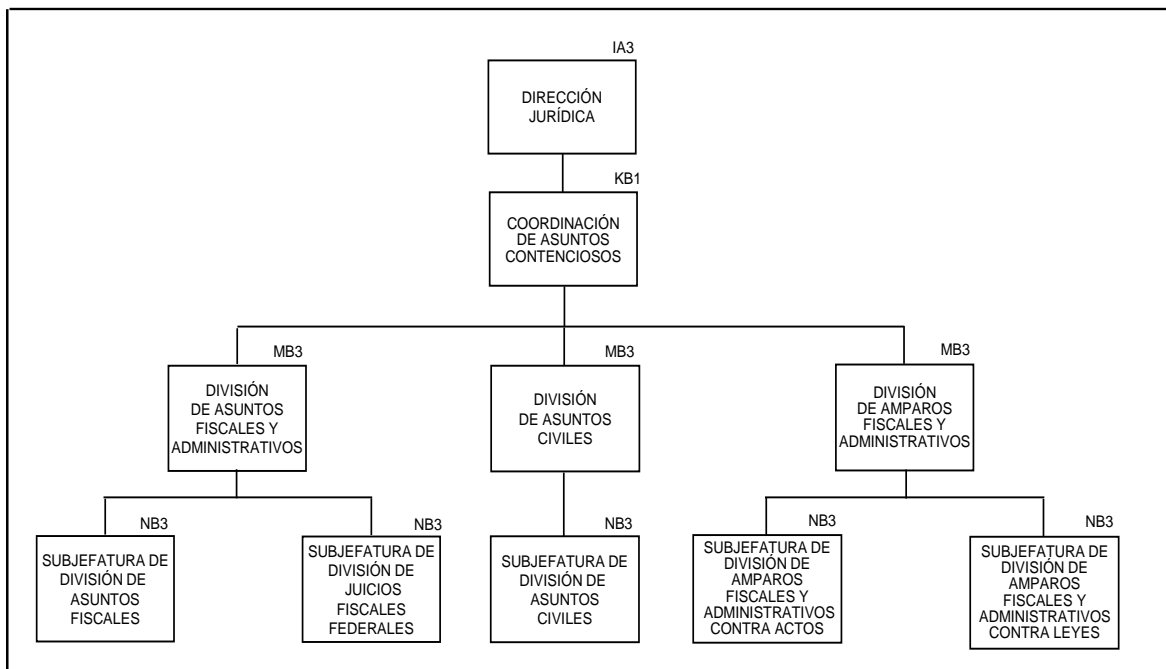 IA3
DIRECCIÓN
JURÍDICA
KB1
COORDINACIÓN
DE ASUNTOS
CONTENCIOSOS
MB3
DIVISIÓN
DE ASUNTOS
FISCALES Y
ADMINISTRATIVOS
MB3
DIVISIÓN
DE ASUNTOS
CIVILES
MB3
DIVISIÓN
DE AMPAROS
FISCALES Y
ADMINISTRATIVOS
NB3
SUBJEFATURA DE
DIVISIÓN DE
ASUNTOS
FISCALES
NB3
SUBJEFATURA DE
DIVISIÓN DE
JUICIOS
FISCALES
FEDERALES
NB3
SUBJEFATURA DE
DIVISIÓN DE
ASUNTOS
CIVILES
NB3
SUBJEFATURA DE
DIVISIÓN DE
AMPAROS
FISCALES Y
ADMINISTRATIVOS
CONTRA ACTOS
NB3
SUBJEFATURA DE
DIVISIÓN DE
AMPAROS
FISCALES Y
ADMINISTRATIVOS
CONTRA LEYES